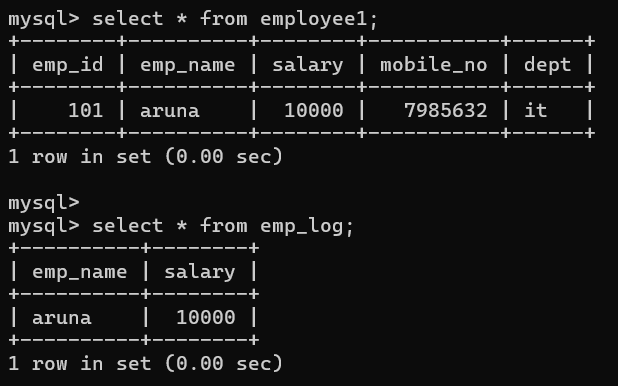 mysql> select * from employee1;
+--------+----------+--------+-----------+------+
| emp_id | emp_name | salary | mobile_no | dept |
+--------+----------+--------+-----------+------+
|    101 | aruna    |  10000 |   7985632 | it   |
+--------+----------+--------+-----------+------+
1 row in set (0.00 sec)

mysql>
mysql> select * from emp_log;
+----------+--------+
| emp_name | salary |
+----------+--------+
| aruna    |  10000 |
+----------+--------+
1 row in set (0.00 sec)